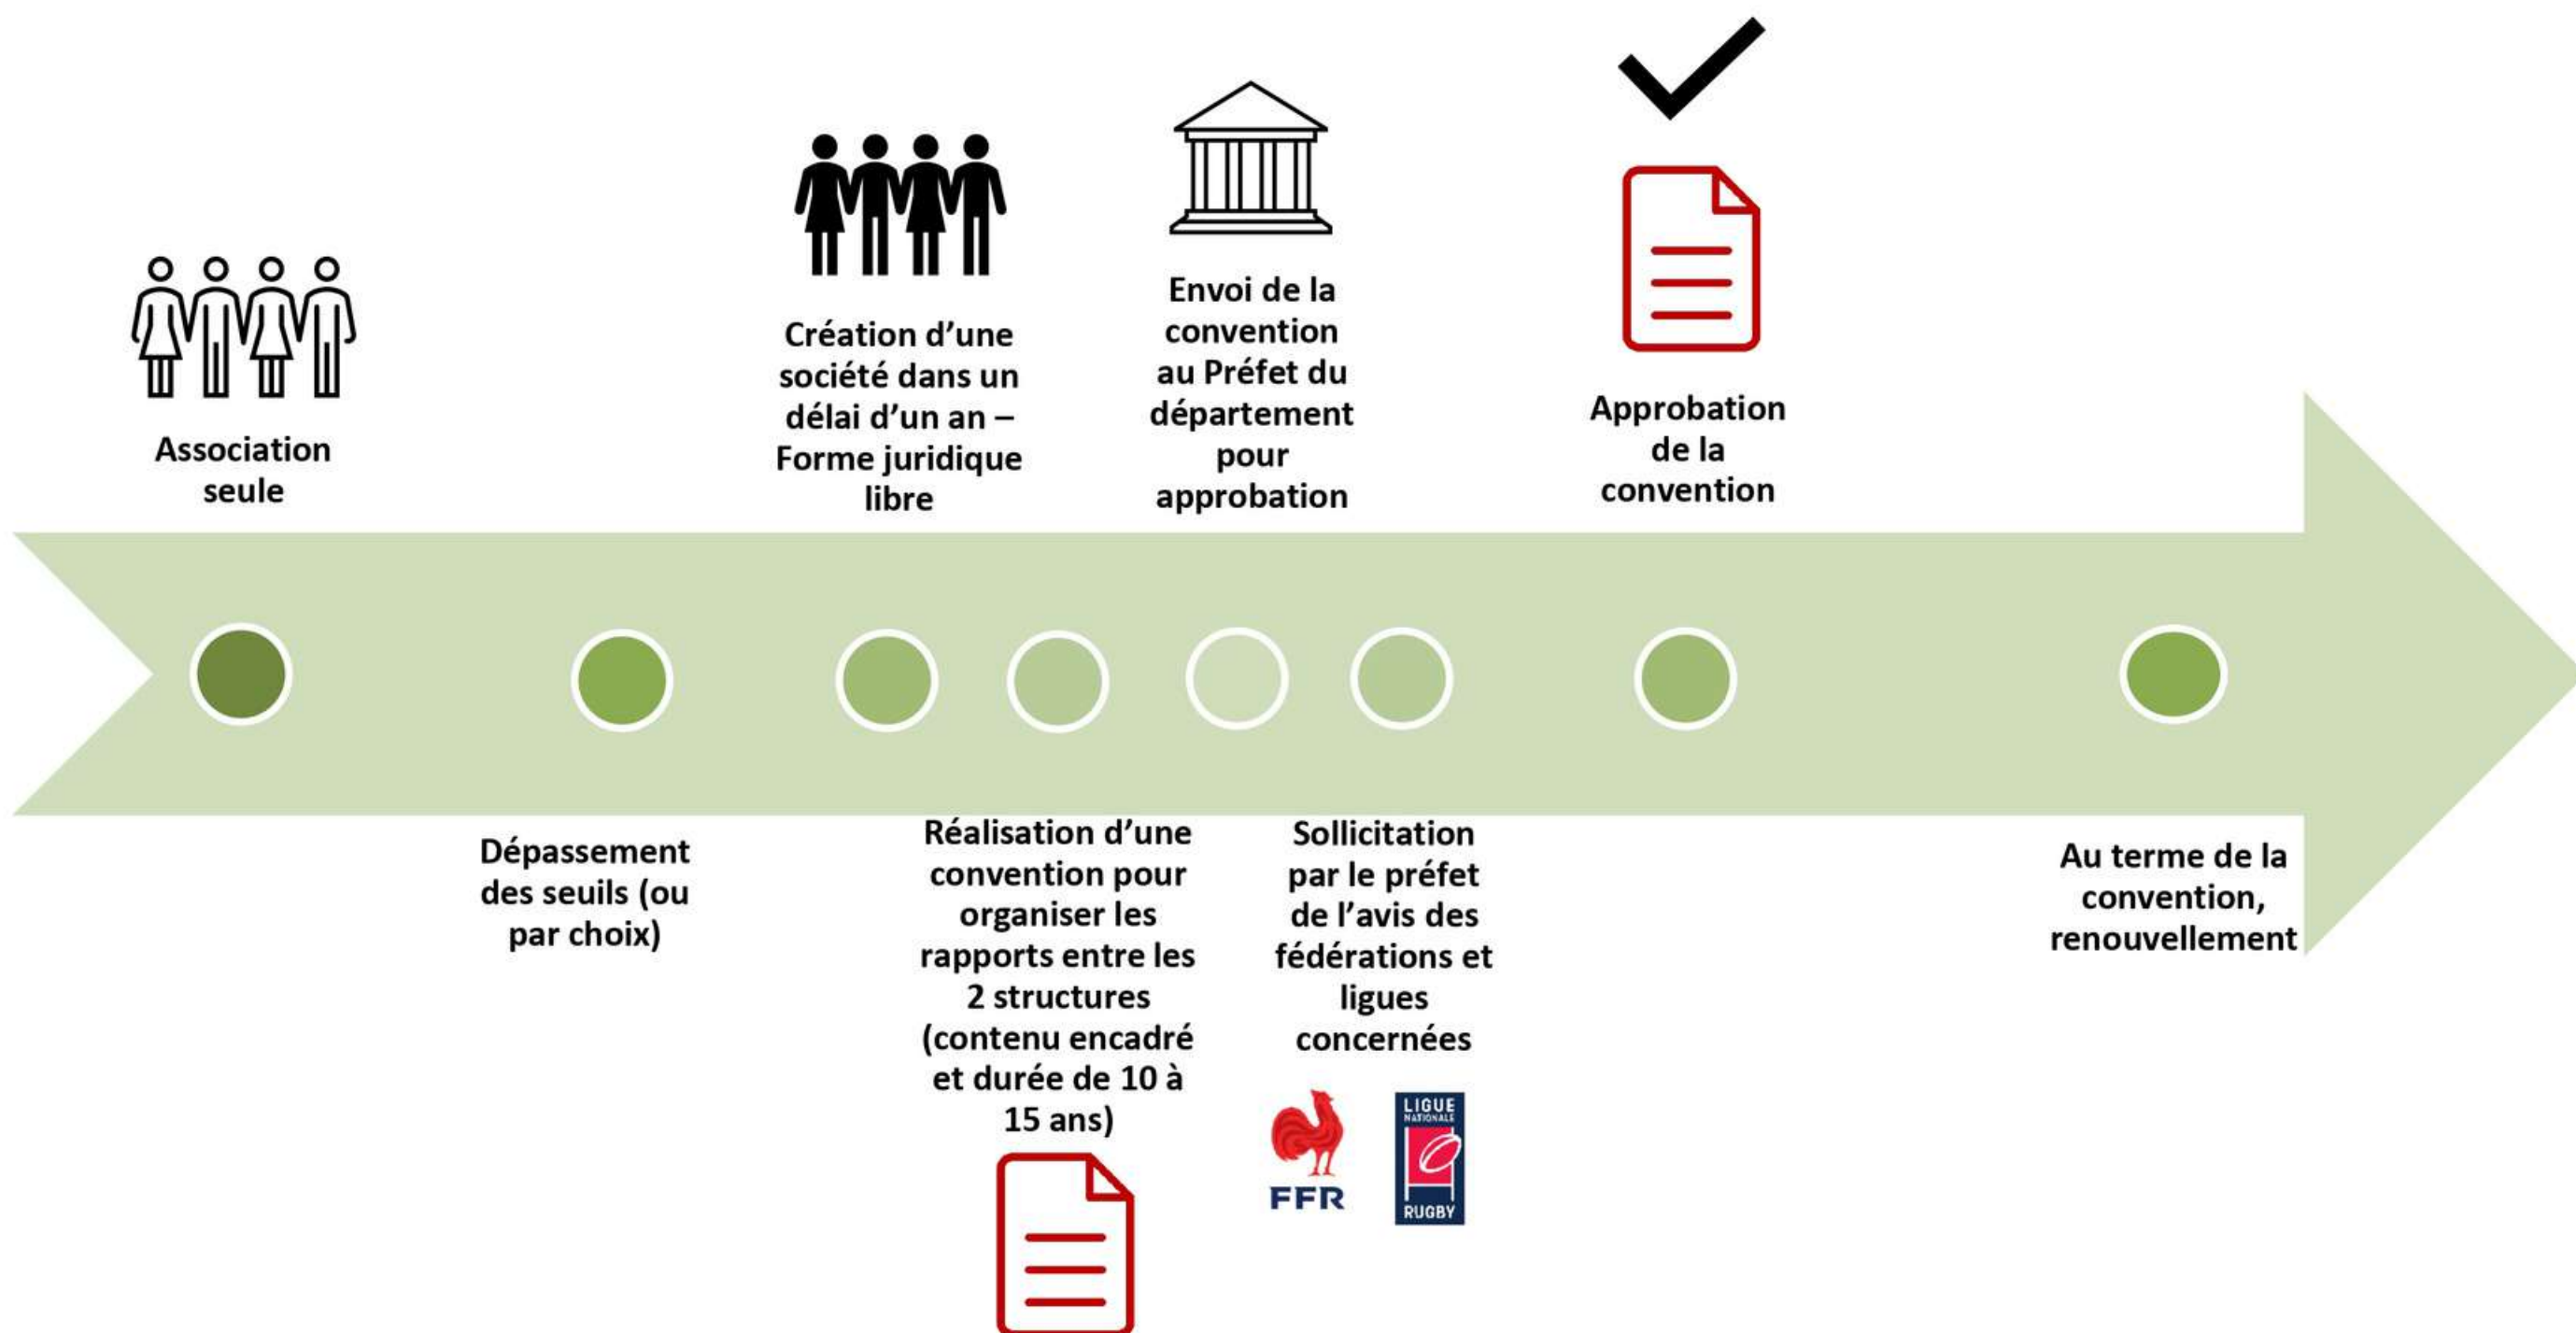 Association
seule
Dépassement
des seuils (ou
par choix)
Création d’une
société dans un
délai d’un an –
Forme juridique
libre
Réalisation d’une
convention pour
organiser les
rapports entre les
2 structures
(contenu encadré
et durée de 10 à
15 ans)
Envoi de la
convention
au Préfet du
département
pour
approbation
Sollicitation
par le préfet
de l’avis des
fédérations et
ligues
concernées
FFR
LIGUE
NATIONALE
RUGBY
Approbation
de la
convention
Au terme de la
convention,
renouvellement